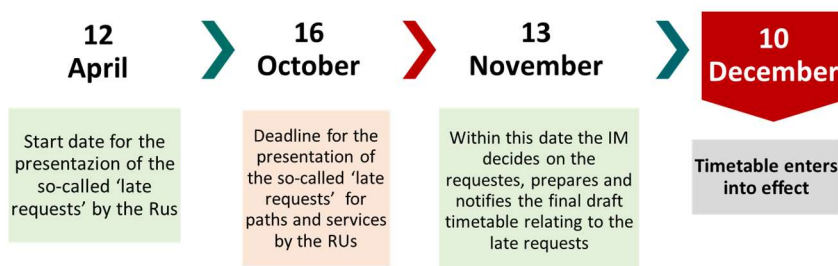 12
April
Start date for the
presentazion of the
so-called ‘late
requests’ by the Rus
16
October
Deadline for the
presentation of
the so-called ‘late
requests’ for
paths and services
by the RUs
13
November
Within this date the IM
decides on the
requestes, prepares and
notifies the final draft
timetable relating to the
late requests
10
December
Timetable enters
into effect